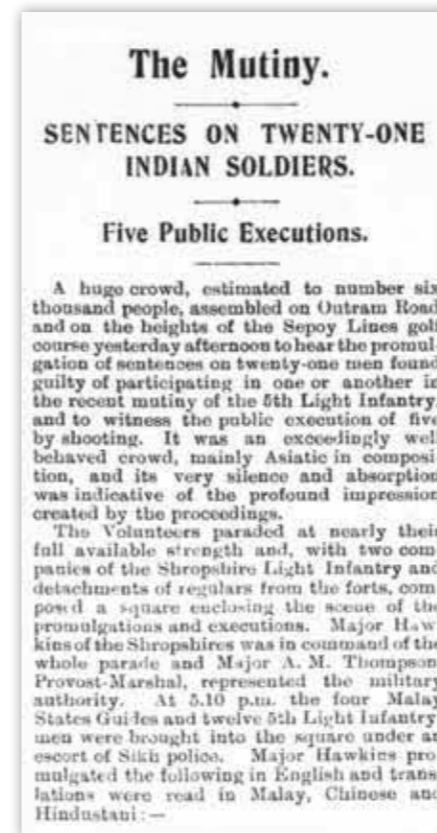 The Mutiny.
SENTENCES ON TWENTY-ONE
INDIAN SOLDIERS.
Five Public Executions.
A huge crowd, estimated to number six
thousand people, assembled on Outram Road
and on the heights of the Sepoy Lines golf
course yesterday afternoon to hear the promul-
gation of sentences on twenty-one men found
guilty of participating in one or another in
the recent mutiny of the 5th Light Infantry,
and to witness the public execution of five
by shooting. It was an exceedingly well
behaved crowd, mainly Asiatic in composi-
tion, and its very silence and absorption
was indicative of the profound impression
created by the proceedings.
The Volunteers paraded at nearly their
full available strength and, with two com-
panies of the Shropshire Light Infantry and
detachments of regulars from the forts, com-
posed a square enclosing the scene of the
promulgations and executions. Major Haw-
kins of the Shropshires was in command of the
whole parade and Major A. M. Thompson,
Provost-Marshal, represented the military
authority. At 5.10 p.m. the four Malay
States Guides and twelve 5th Light Infantry
men were brought into the square under an
escort of Sikh police. Major Hawkins pro-
mulgated the following in English and trans-
lations were read in Malay, Chinese and
Hindustani:—